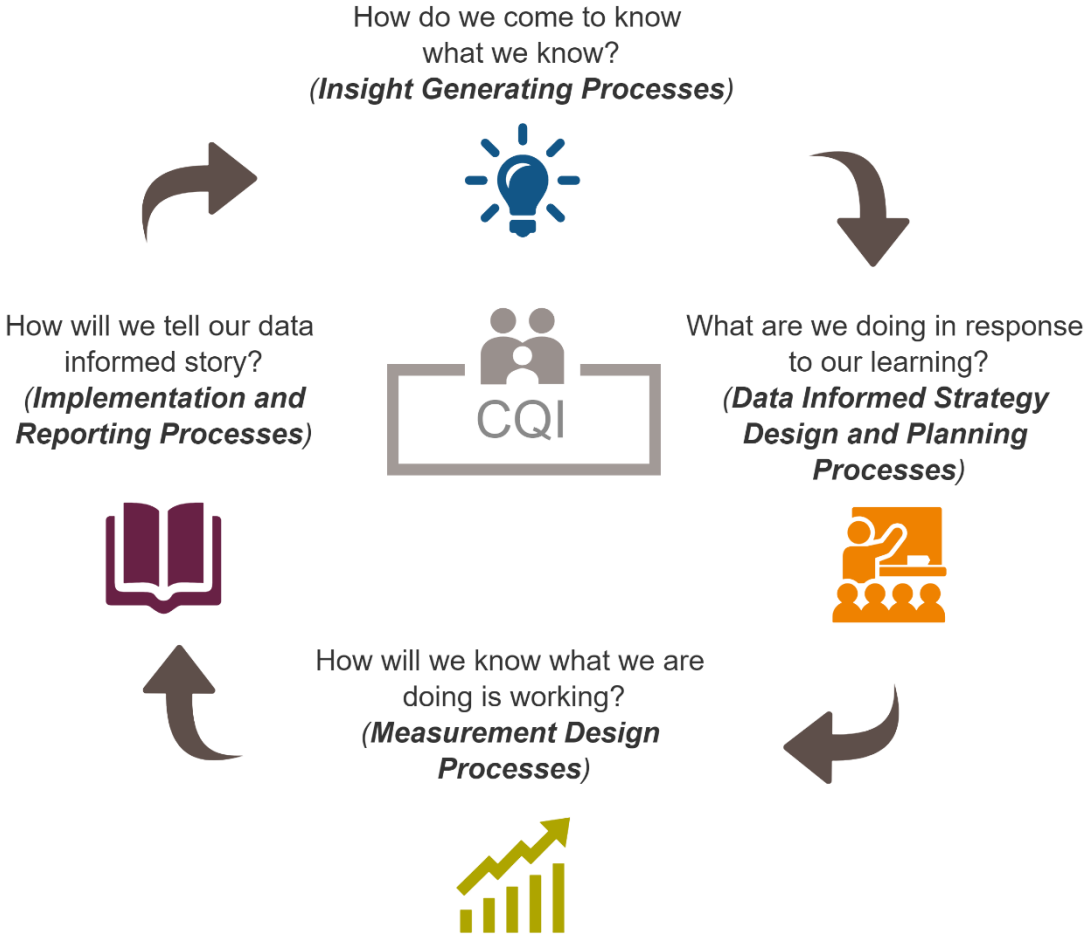 How do we come to know
what we know?
(Insight Generating Processes)
How will we tell our data
informed story?
(Implementation and
Reporting Processes)
CQI
What are we doing in response
to our learning?
(Data Informed Strategy
Design and Planning
Processes)
How will we know what we are
doing is working?
(Measurement Design
Processes)